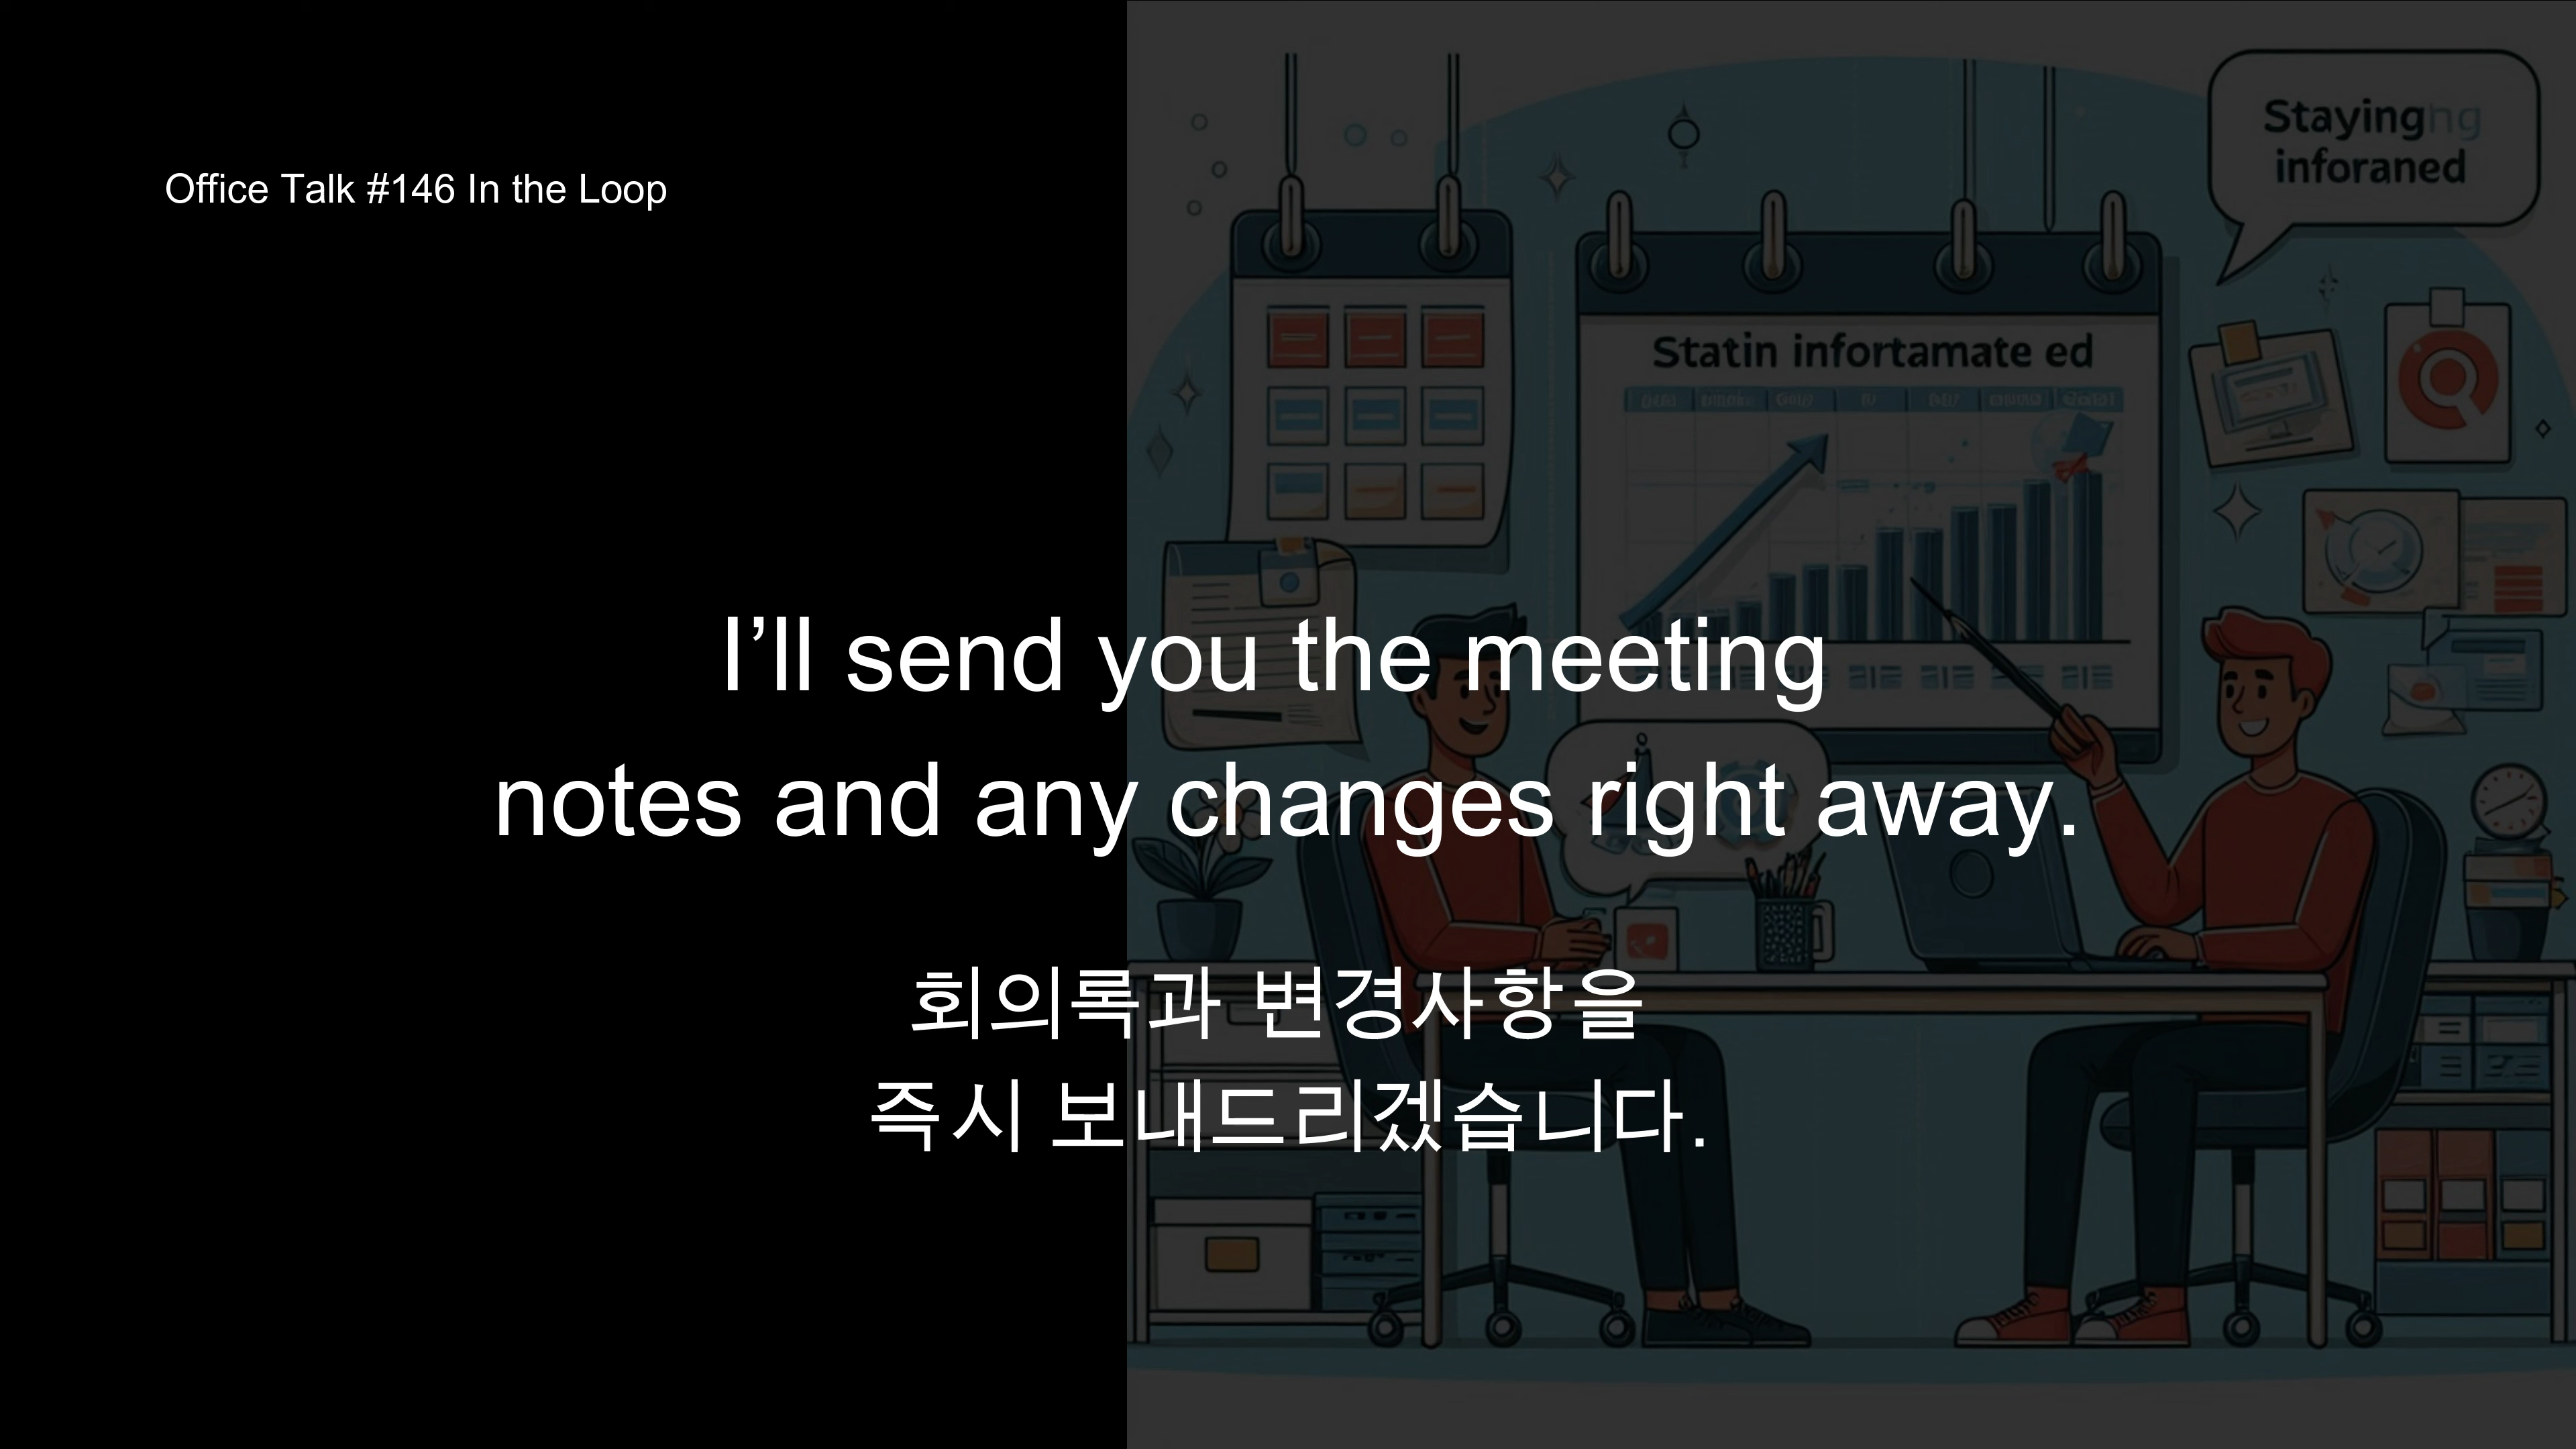 Office Talk #146 In the Loop
Stayingng
inforaned
Statin infortamate ed
I’ll send you the meeting
notes and any changes right away.
회의록과 변경사항을
즉시 보내드리겠습니다.